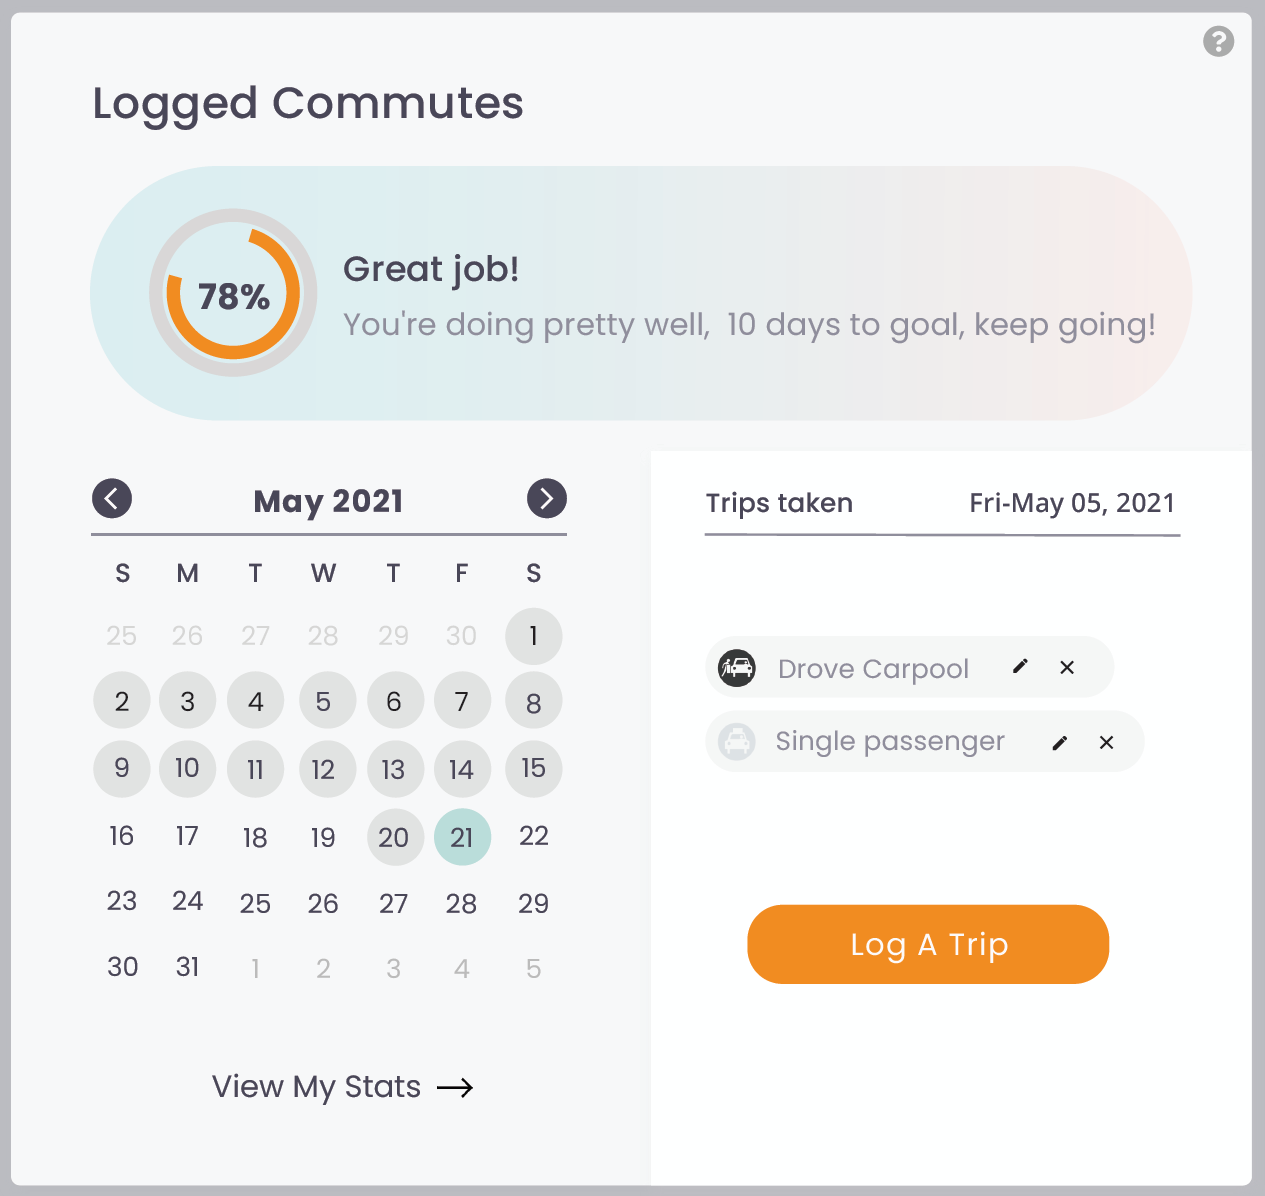 ?
Logged Commutes
78%
Great job!
You're doing pretty well,  10 days to goal, keep going!
May 2021
S M T W T F S
25 26 27 28 29 30 1
2 3 4 5 6 7 8
9 10 11 12 13 14 15
16 17 18 19 20 21 22
23 24 25 26 27 28 29
30 31 1 2 3 4 5
View My Stats →
Trips taken Fri-May 05, 2021
Drove Carpool
Single passenger
Log A Trip